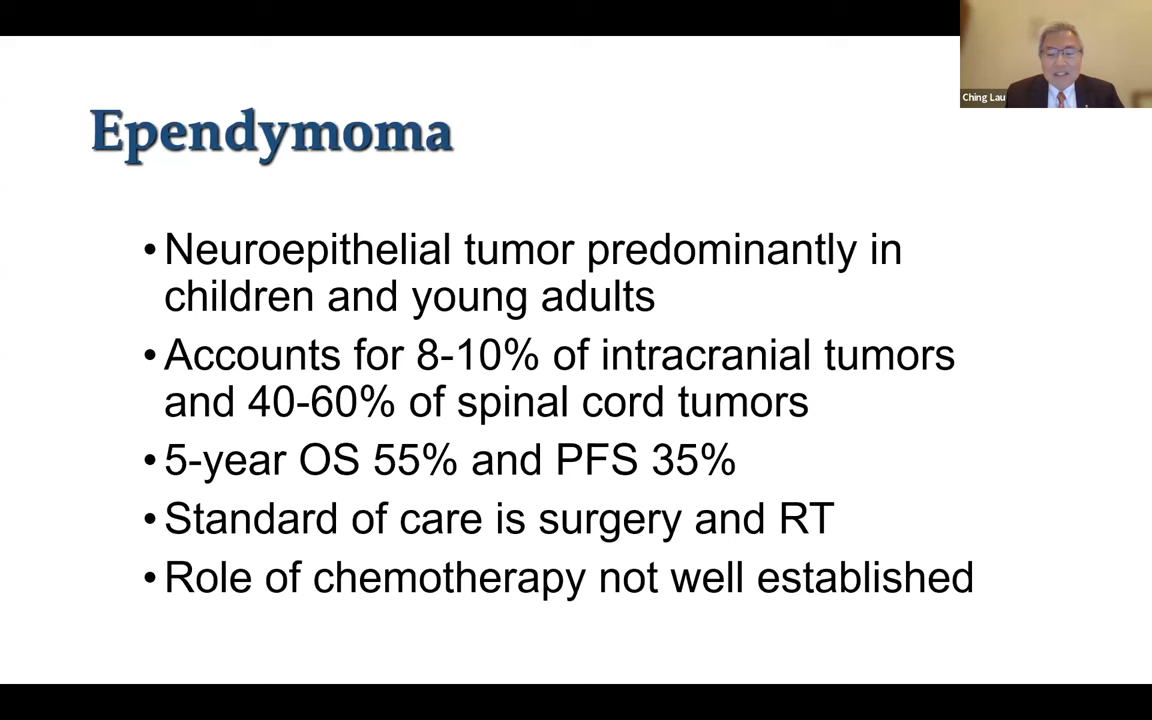 Ching Lau
Ependymoma
•Neuroepithelial tumor predominantly in
children and young adults
•Accounts for 8-10% of intracranial tumors
and 40-60% of spinal cord tumors
•5-year OS 55% and PFS 35%
•Standard of care is surgery and RT
•Role of chemotherapy not well established